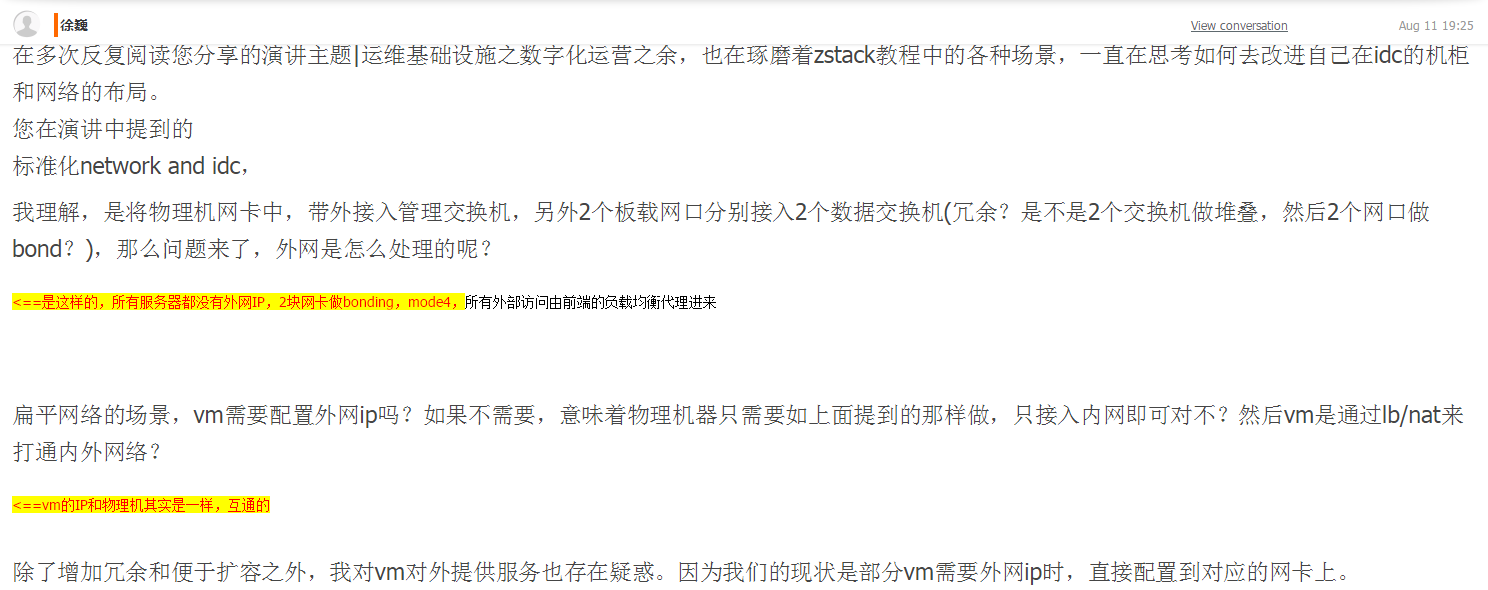 徐巍
View conversation
Aug 11 19:25
在多次反复阅读您分享的演讲主题|运维基础设施之数字化运营之余，也在琢磨着zstack教程中的各种场景，一直在思考如何去改进自己在idc的机柜
和网络的布局。
您在演讲中提到的
标准化network and idc，
我理解，是将物理机网卡中，带外接入管理交换机，另外2个板载网口分别接入2个数据交换机(冗余？是不是2个交换机做堆叠，然后2个网口做
bond？)，那么问题来了，外网是怎么处理的呢？
<==是这样的，所有服务器都没有外网IP，2块网卡做bonding，mode4，所有外部访问由前端的负载均衡代理进来
扁平网络的场景，vm需要配置外网ip吗？如果不需要，意味着物理机器只需要如上面提到的那样做，只接入内网即可对不？然后vm是通过lb/nat来
打通内外网络？
<==vm的IP和物理机其实是一样，互通的
除了增加冗余和便于扩容之外，我对vm对外提供服务也存在疑惑。因为我们的现状是部分vm需要外网ip时，直接配置到对应的网卡上。